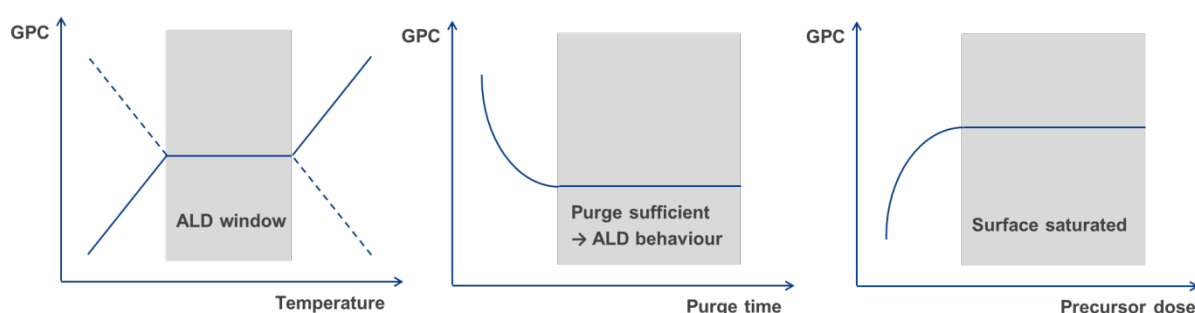 GPC
ALD window
Temperature
GPC
Purge sufficient
→ ALD behaviour
Purge time
GPC
Surface saturated
Precursor dose